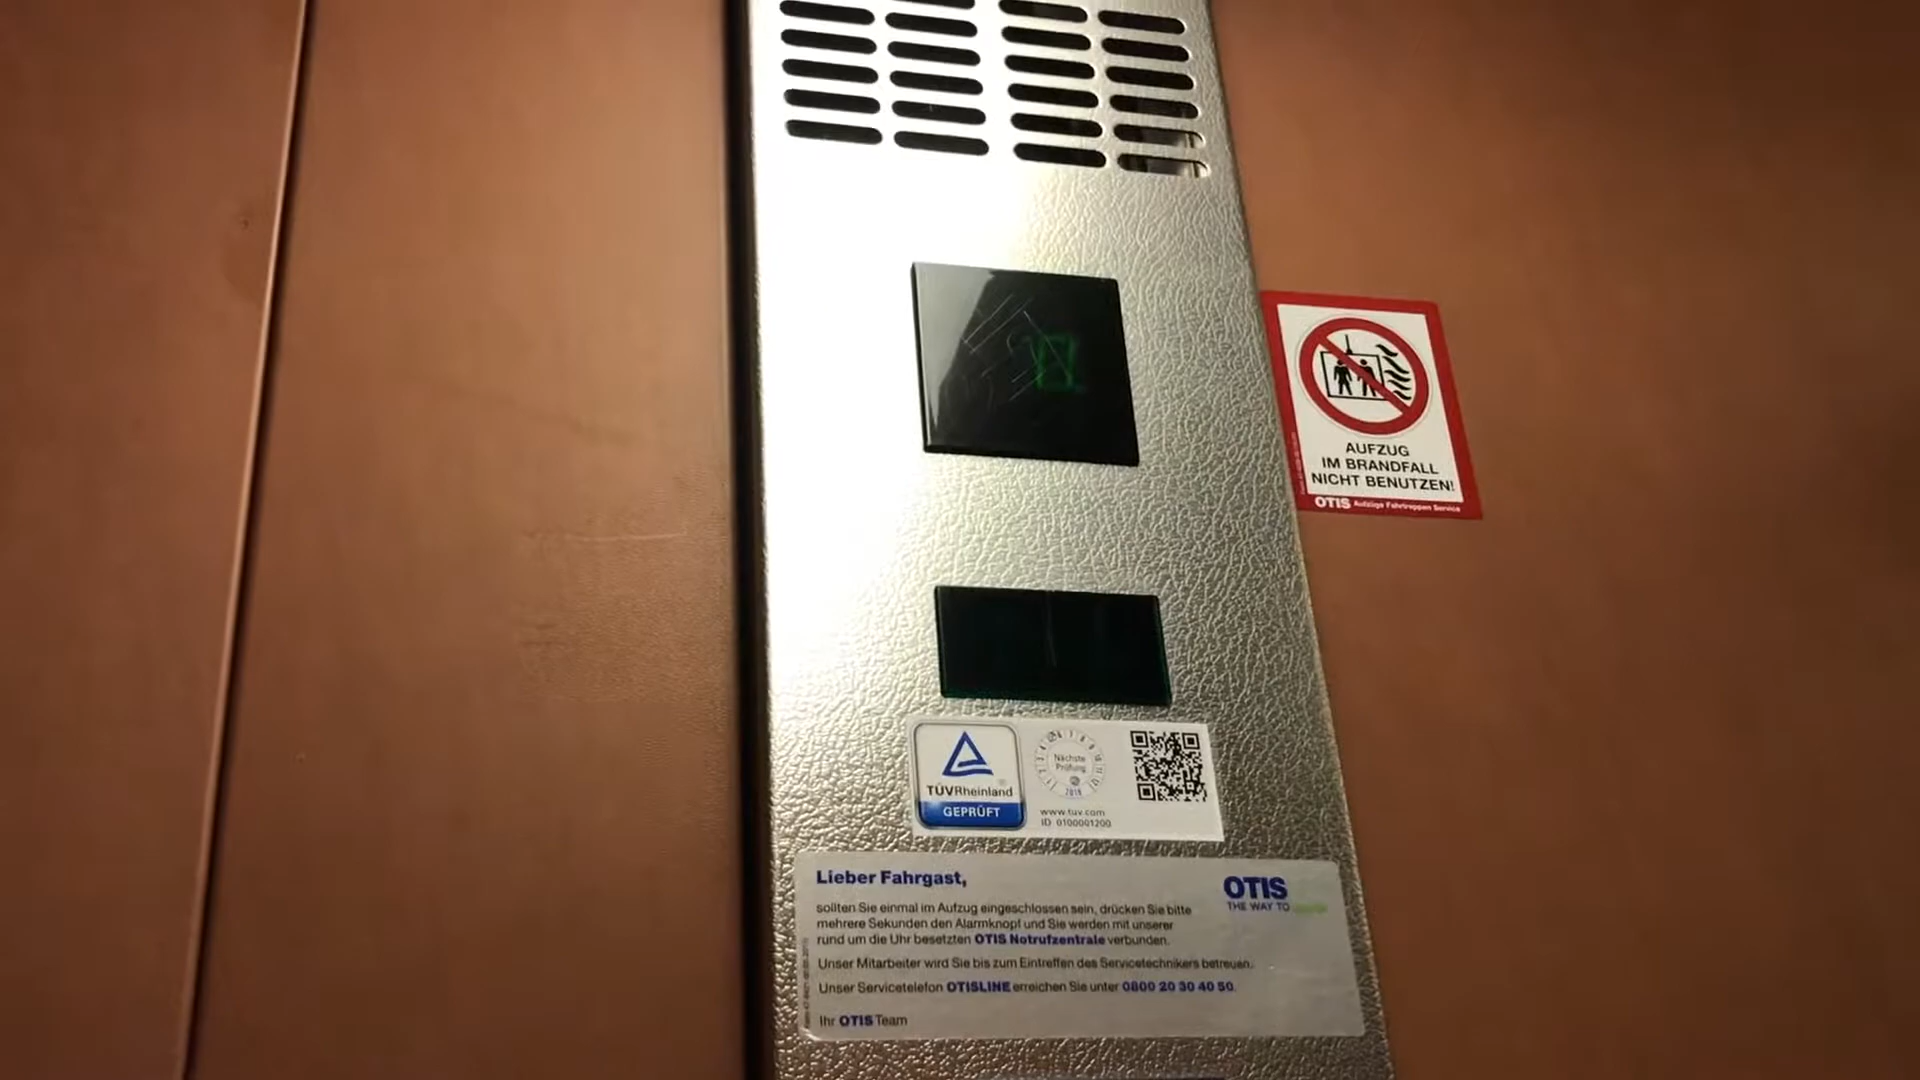 AUFZUG
IM BRANDFALL
NICHT BENUTZEN!
OTIS Aufzüge Fahrtreppen Service
TÜVRheinland
GEPRÜFT
Nächste
Prüfung
www.tuv.com
ID 0100001200
Lieber Fahrgast,
OTIS
THE WAY TO
sollten Sie einmal im Aufzug eingeschlossen sein, drücken Sie bitte
mehrere Sekunden den Alarmknopf und Sie werden mit unserer
rund um die Uhr besetzten OTIS Notrufzentrale verbunden.
Unser Mitarbeiter wird Sie bis zum Eintreffen des Servicetechnikers betreuen.
Unser Servicetelefon OTISLINE erreichen Sie unter 0800 20 30 40 50.
Ihr OTIS Team